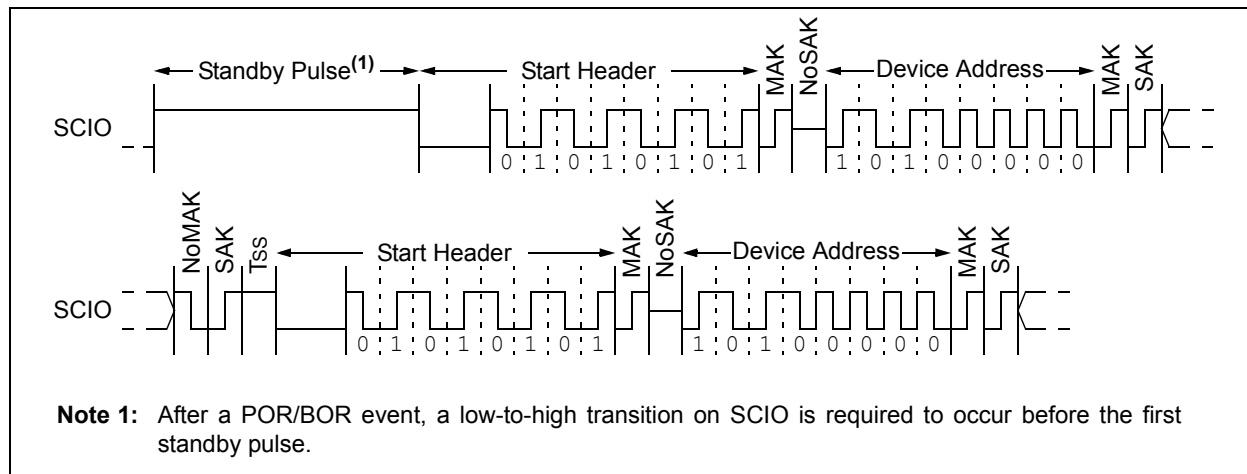 Standby Pulse(1) Start Header MAK NoSAK Device Address MAK SAK
SCIO
0 1 0 1 0 1 0 1 1 0 1 0 0 0 0 0
NoMAK SAK TSS Start Header MAK NoSAK Device Address MAK SAK
SCIO
0 1 0 1 0 1 0 1 1 0 1 0 0 0 0 0
Note 1: After a POR/BOR event, a low-to-high transition on SCIO is required to occur before the first
standby pulse.